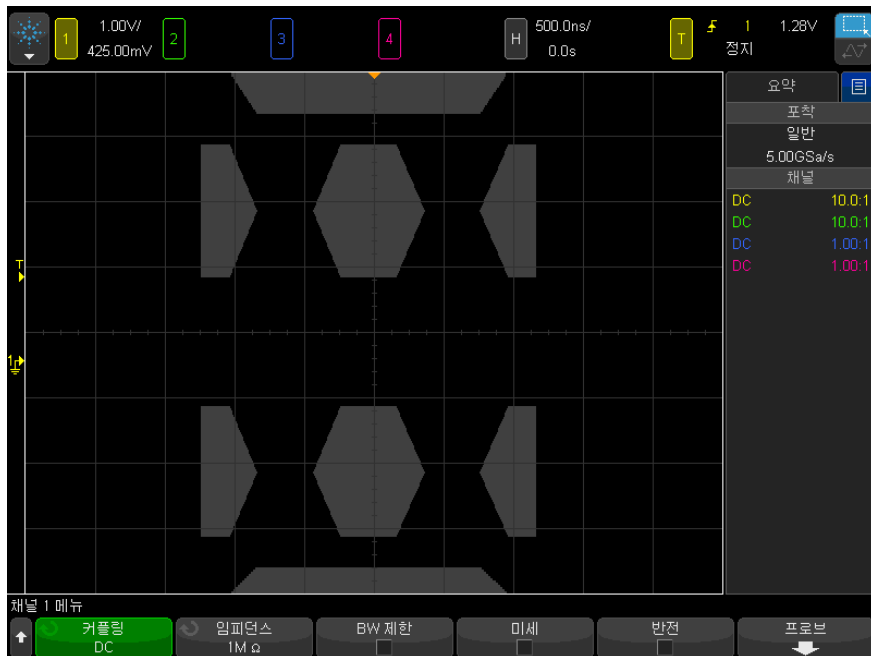 1
1.00V/
425.00mV
2
3
4
H
500.0ns/
0.0s
T
1
1.28V
정지
요약
포착
일반
5.00GSa/s
채널
DC 10.0:1
DC 10.0:1
DC 1.00:1
DC 1.00:1
T
1
채널 1 메뉴
커플링
DC
임피던스
1M Ω
BW 제한
미세
반전
프로브